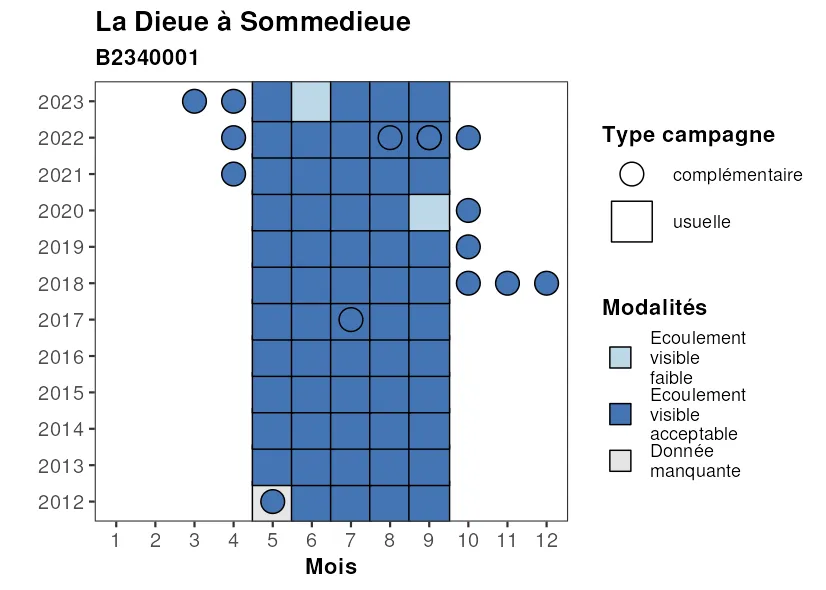 La Dieue à Sommedieue
B2340001
2023
2022
2021
2020
2019
2018
2017
2016
2015
2014
2013
2012
1 2 3 4 5 6 7 8 9 10 11 12
Mois
Type campagne
complémentaire
usuelle
Modalités
Ecoulement
visible
faible
Ecoulement
visible
acceptable
Donnée
manquante